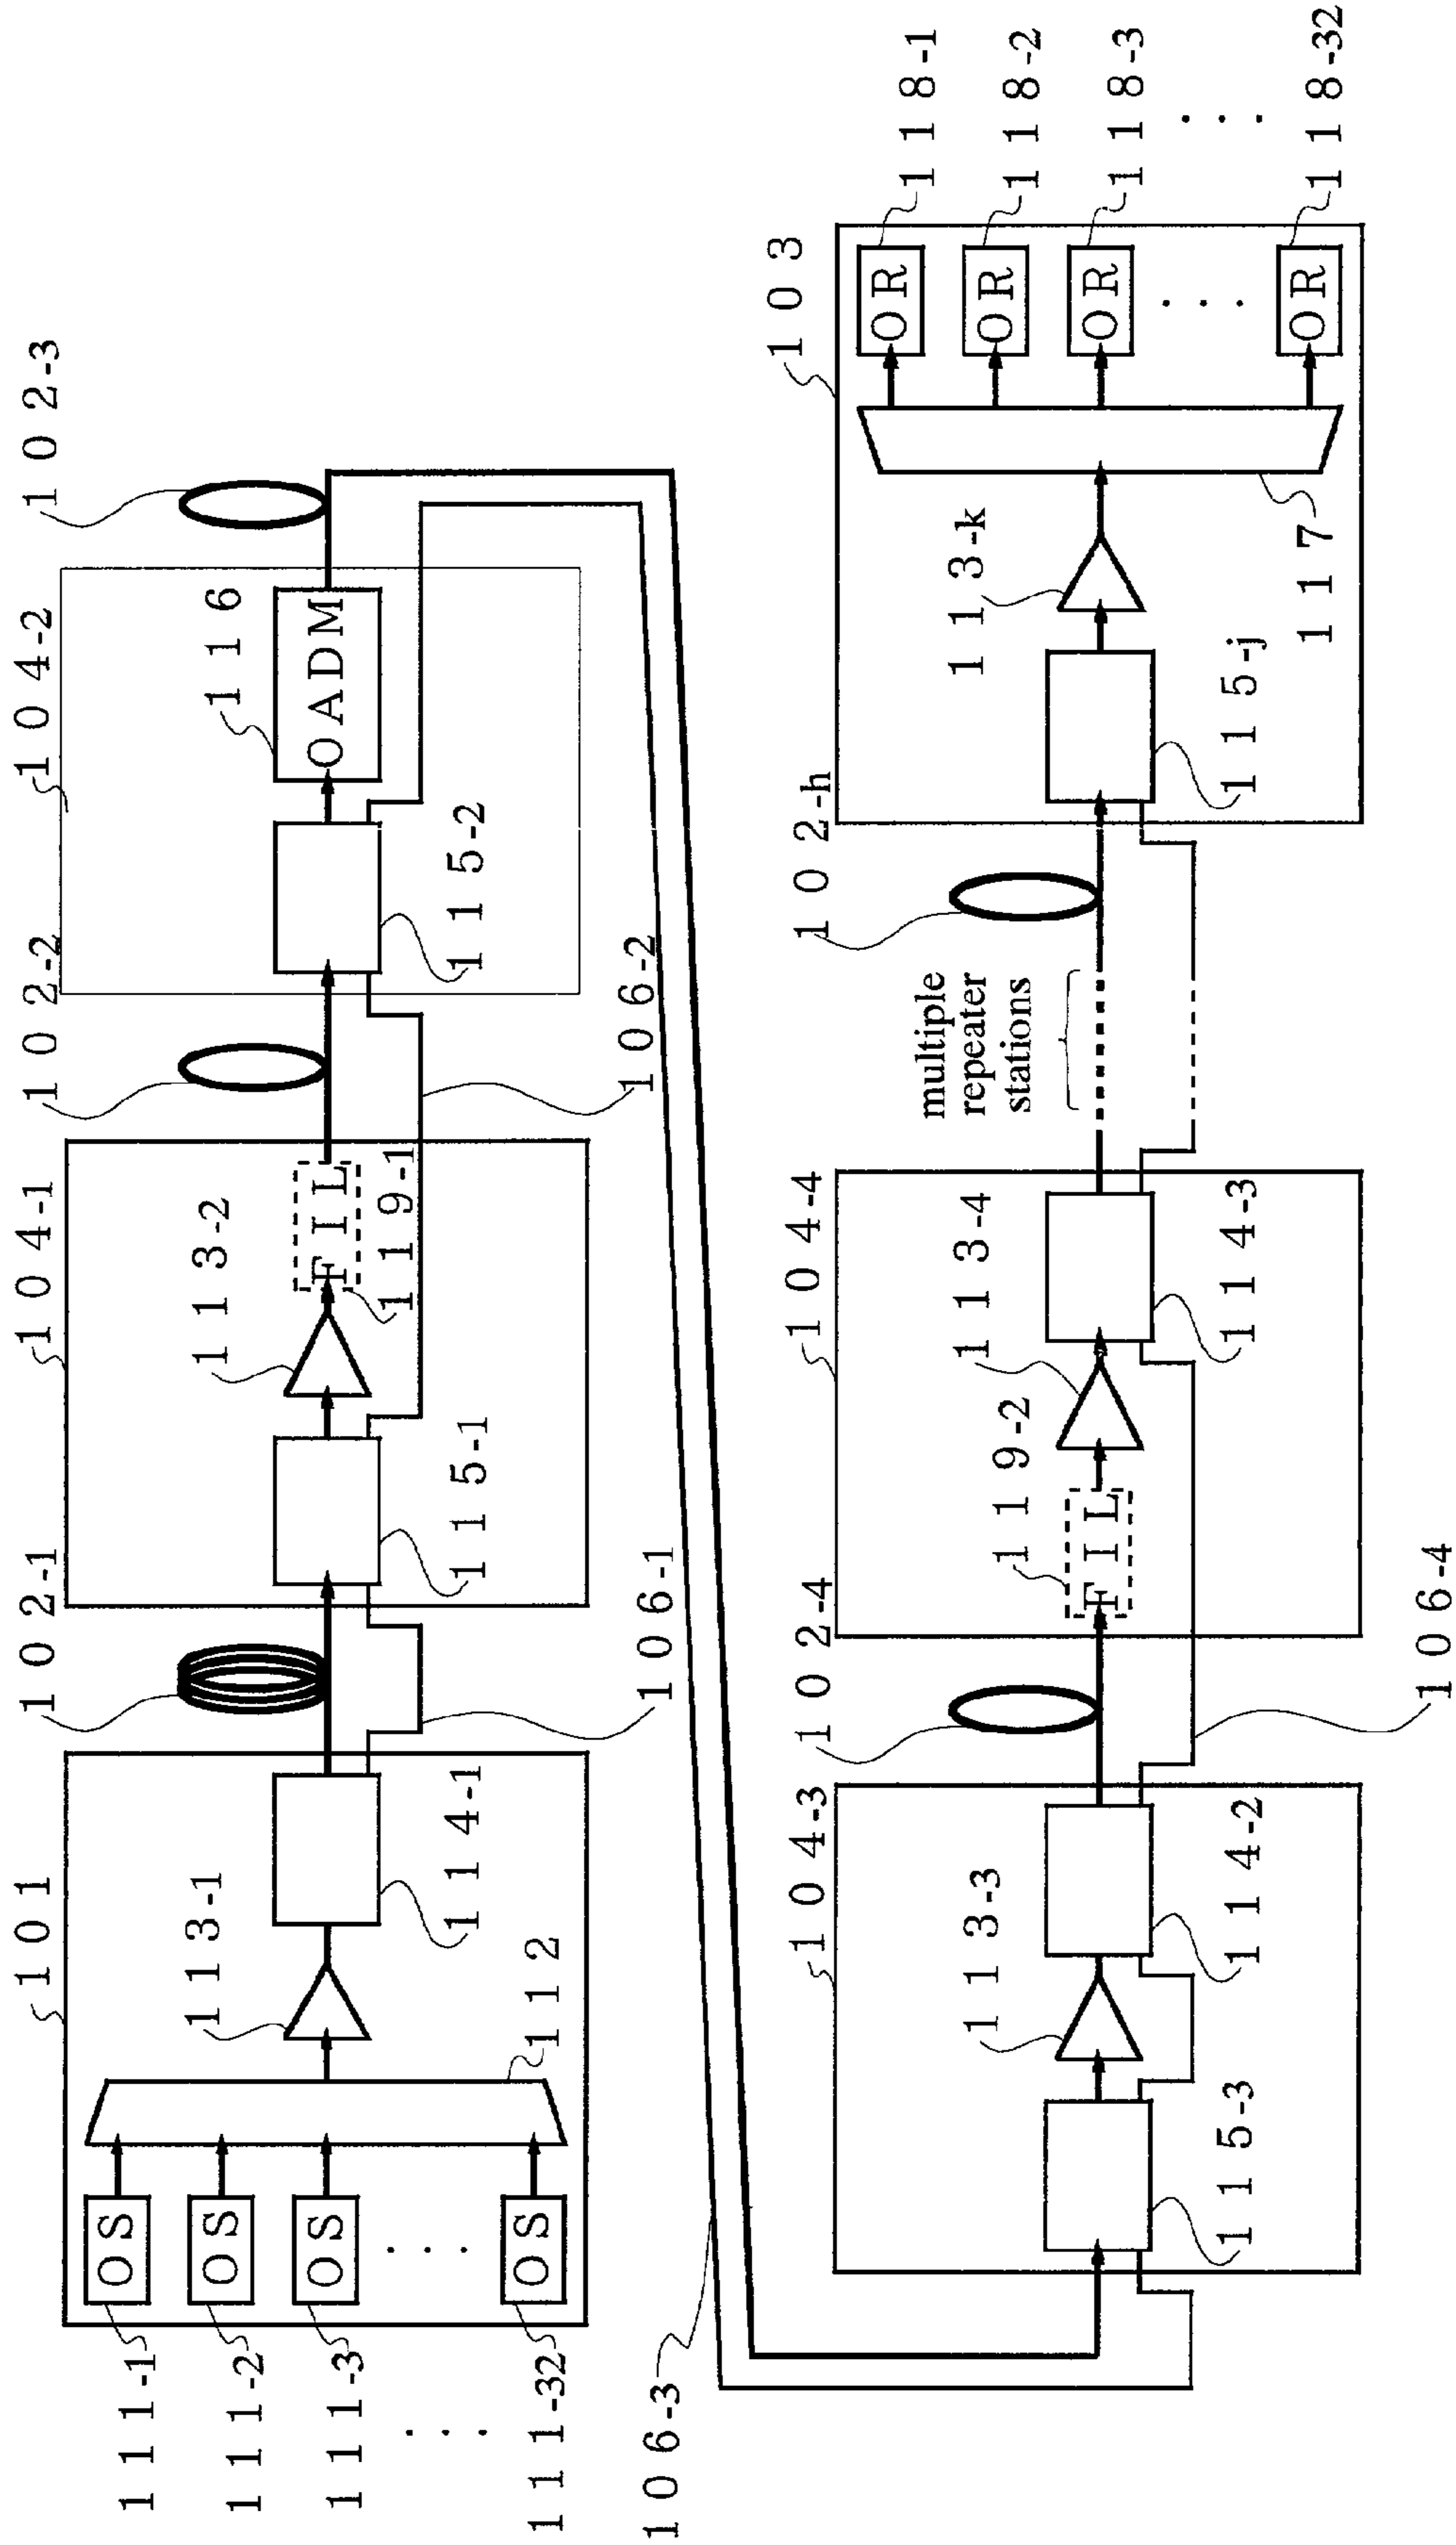 101
102-1
104-1
102-2
104-2
102-3
111-1
111-2
111-3
. . .
111-32
OS
OS
OS
. . .
OS
112
113-1
114-1
106-1
115-1
113-2
FIL
119-1
106-2
115-2
OADM
116
106-3
104-3
102-4
104-4
102-h
103
115-3
113-3
114-2
106-4
FIL
119-2
113-4
114-3
multiple
repeater
stations
115-j
113-k
117
OR
OR
OR
. . .
OR
118-1
118-2
118-3
. . .
118-32